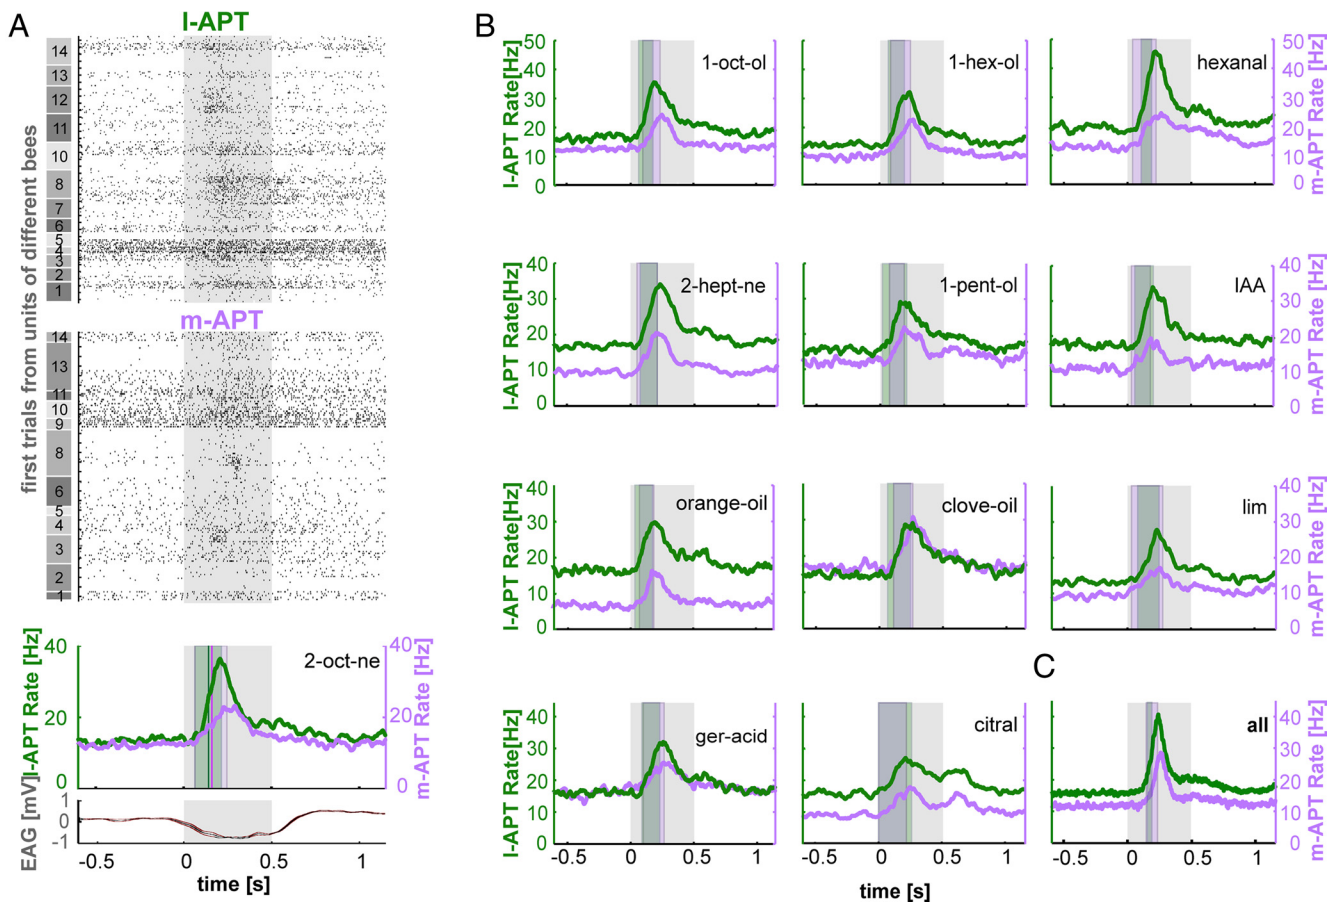 A
l-APT
first trials from units of different bees
14
13
12
11
10
8
7
6
5
4
3
2
1
m-APT
14
13
11
10
9
8
6
5
4
3
2
1
l-APT Rate [Hz]
40
20
0
2-oct-ne
40
20
0
m-APT Rate [Hz]
EAG [mV]
1
0
-1
-0.5 0 0.5 1
time [s]
B
l-APT Rate[Hz]
50
40
30
20
10
0
1-oct-ol
1-hex-ol
hexanal
50
40
30
20
10
0
m-APT Rate [Hz]
l-APT Rate[Hz]
40
30
20
10
0
2-hept-ne
1-pent-ol
IAA
40
30
20
10
0
m-APT Rate [Hz]
l-APT Rate[Hz]
40
30
20
10
0
orange-oil
clove-oil
lim
40
30
20
10
0
m-APT Rate [Hz]
l-APT Rate[Hz]
40
30
20
10
0
ger-acid
citral
C
all
40
30
20
10
0
m-APT Rate [Hz]
-0.5 0 1
-0.5 0 0.5 1
-0.5 0 0.5 1
time [s]